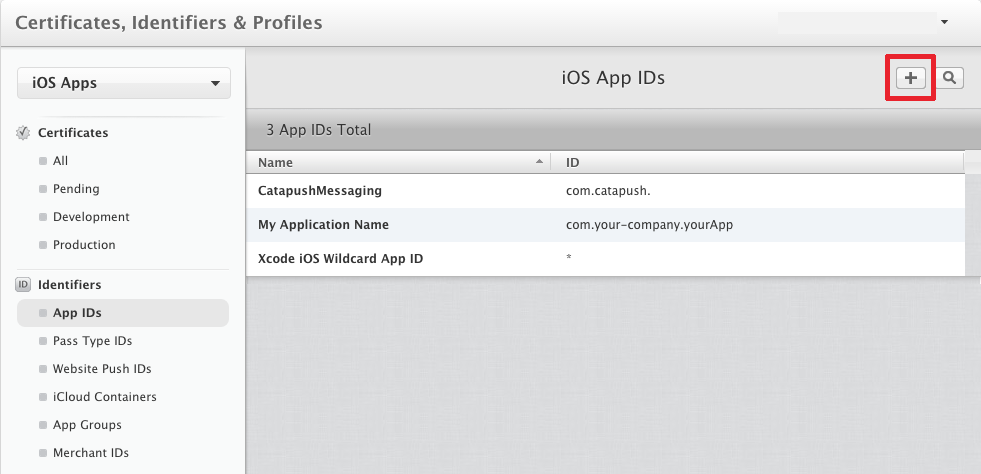 Certificates, Identifiers & Profiles
iOS Apps
iOS App IDs
3 App IDs Total
Certificates
All
Pending
Development
Production
ID Identifiers
App IDs
Pass Type IDs
Website Push IDs
iCloud Containers
App Groups
Merchant IDs
Name ID
CatapushMessaging com.catapush.
My Application Name com.your-company.yourApp
Xcode iOS Wildcard App ID *